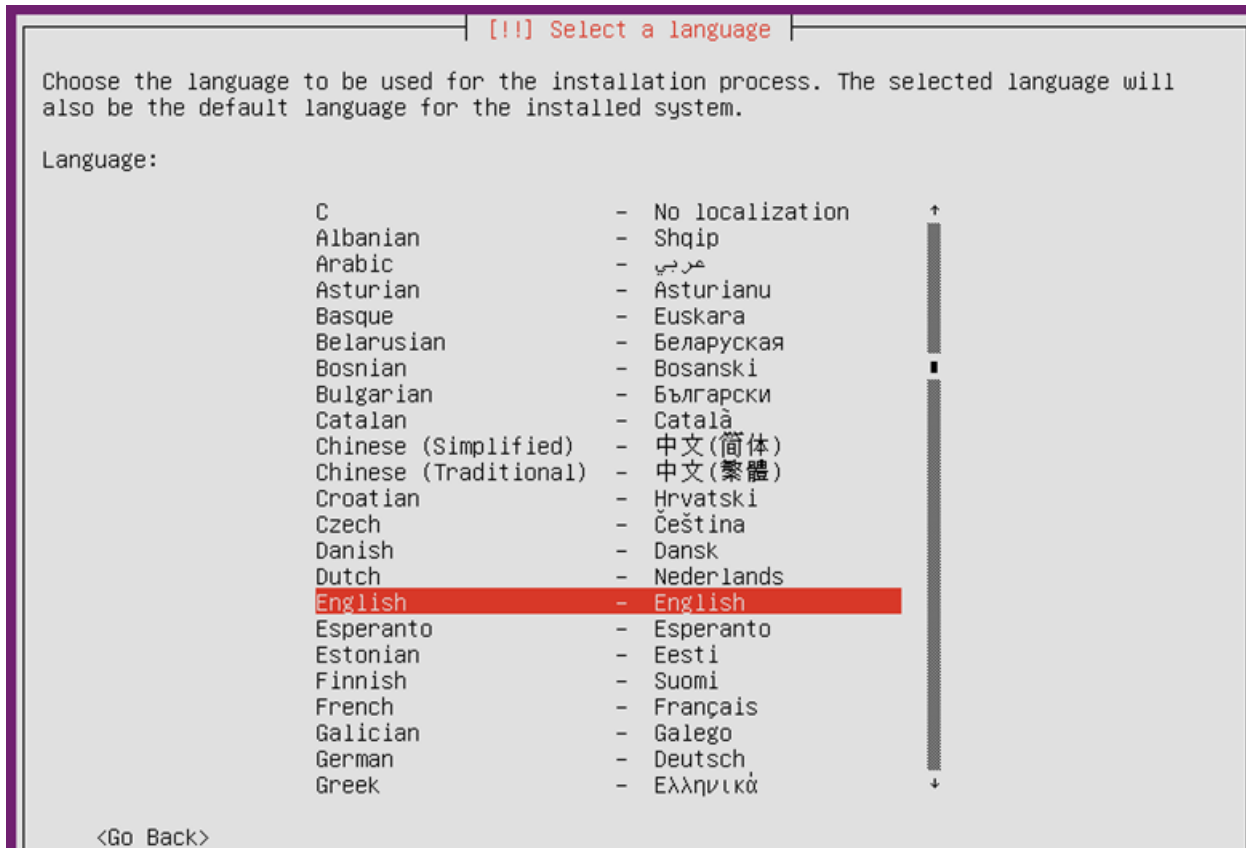 [!!] Select a language
Choose the language to be used for the installation process. The selected language will
also be the default language for the installed system.
Language:
C - No localization
Albanian - Shqip
Arabic - عربي
Asturian - Asturianu
Basque - Euskara
Belarusian - Беларуская
Bosnian - Bosanski
Bulgarian - Български
Catalan - Català
Chinese (Simplified) - 中文(简体)
Chinese (Traditional) - 中文(繁體)
Croatian - Hrvatski
Czech - Čeština
Danish - Dansk
Dutch - Nederlands
English - English
Esperanto - Esperanto
Estonian - Eesti
Finnish - Suomi
French - Français
Galician - Galego
German - Deutsch
Greek - Ελληνικά
<Go Back>